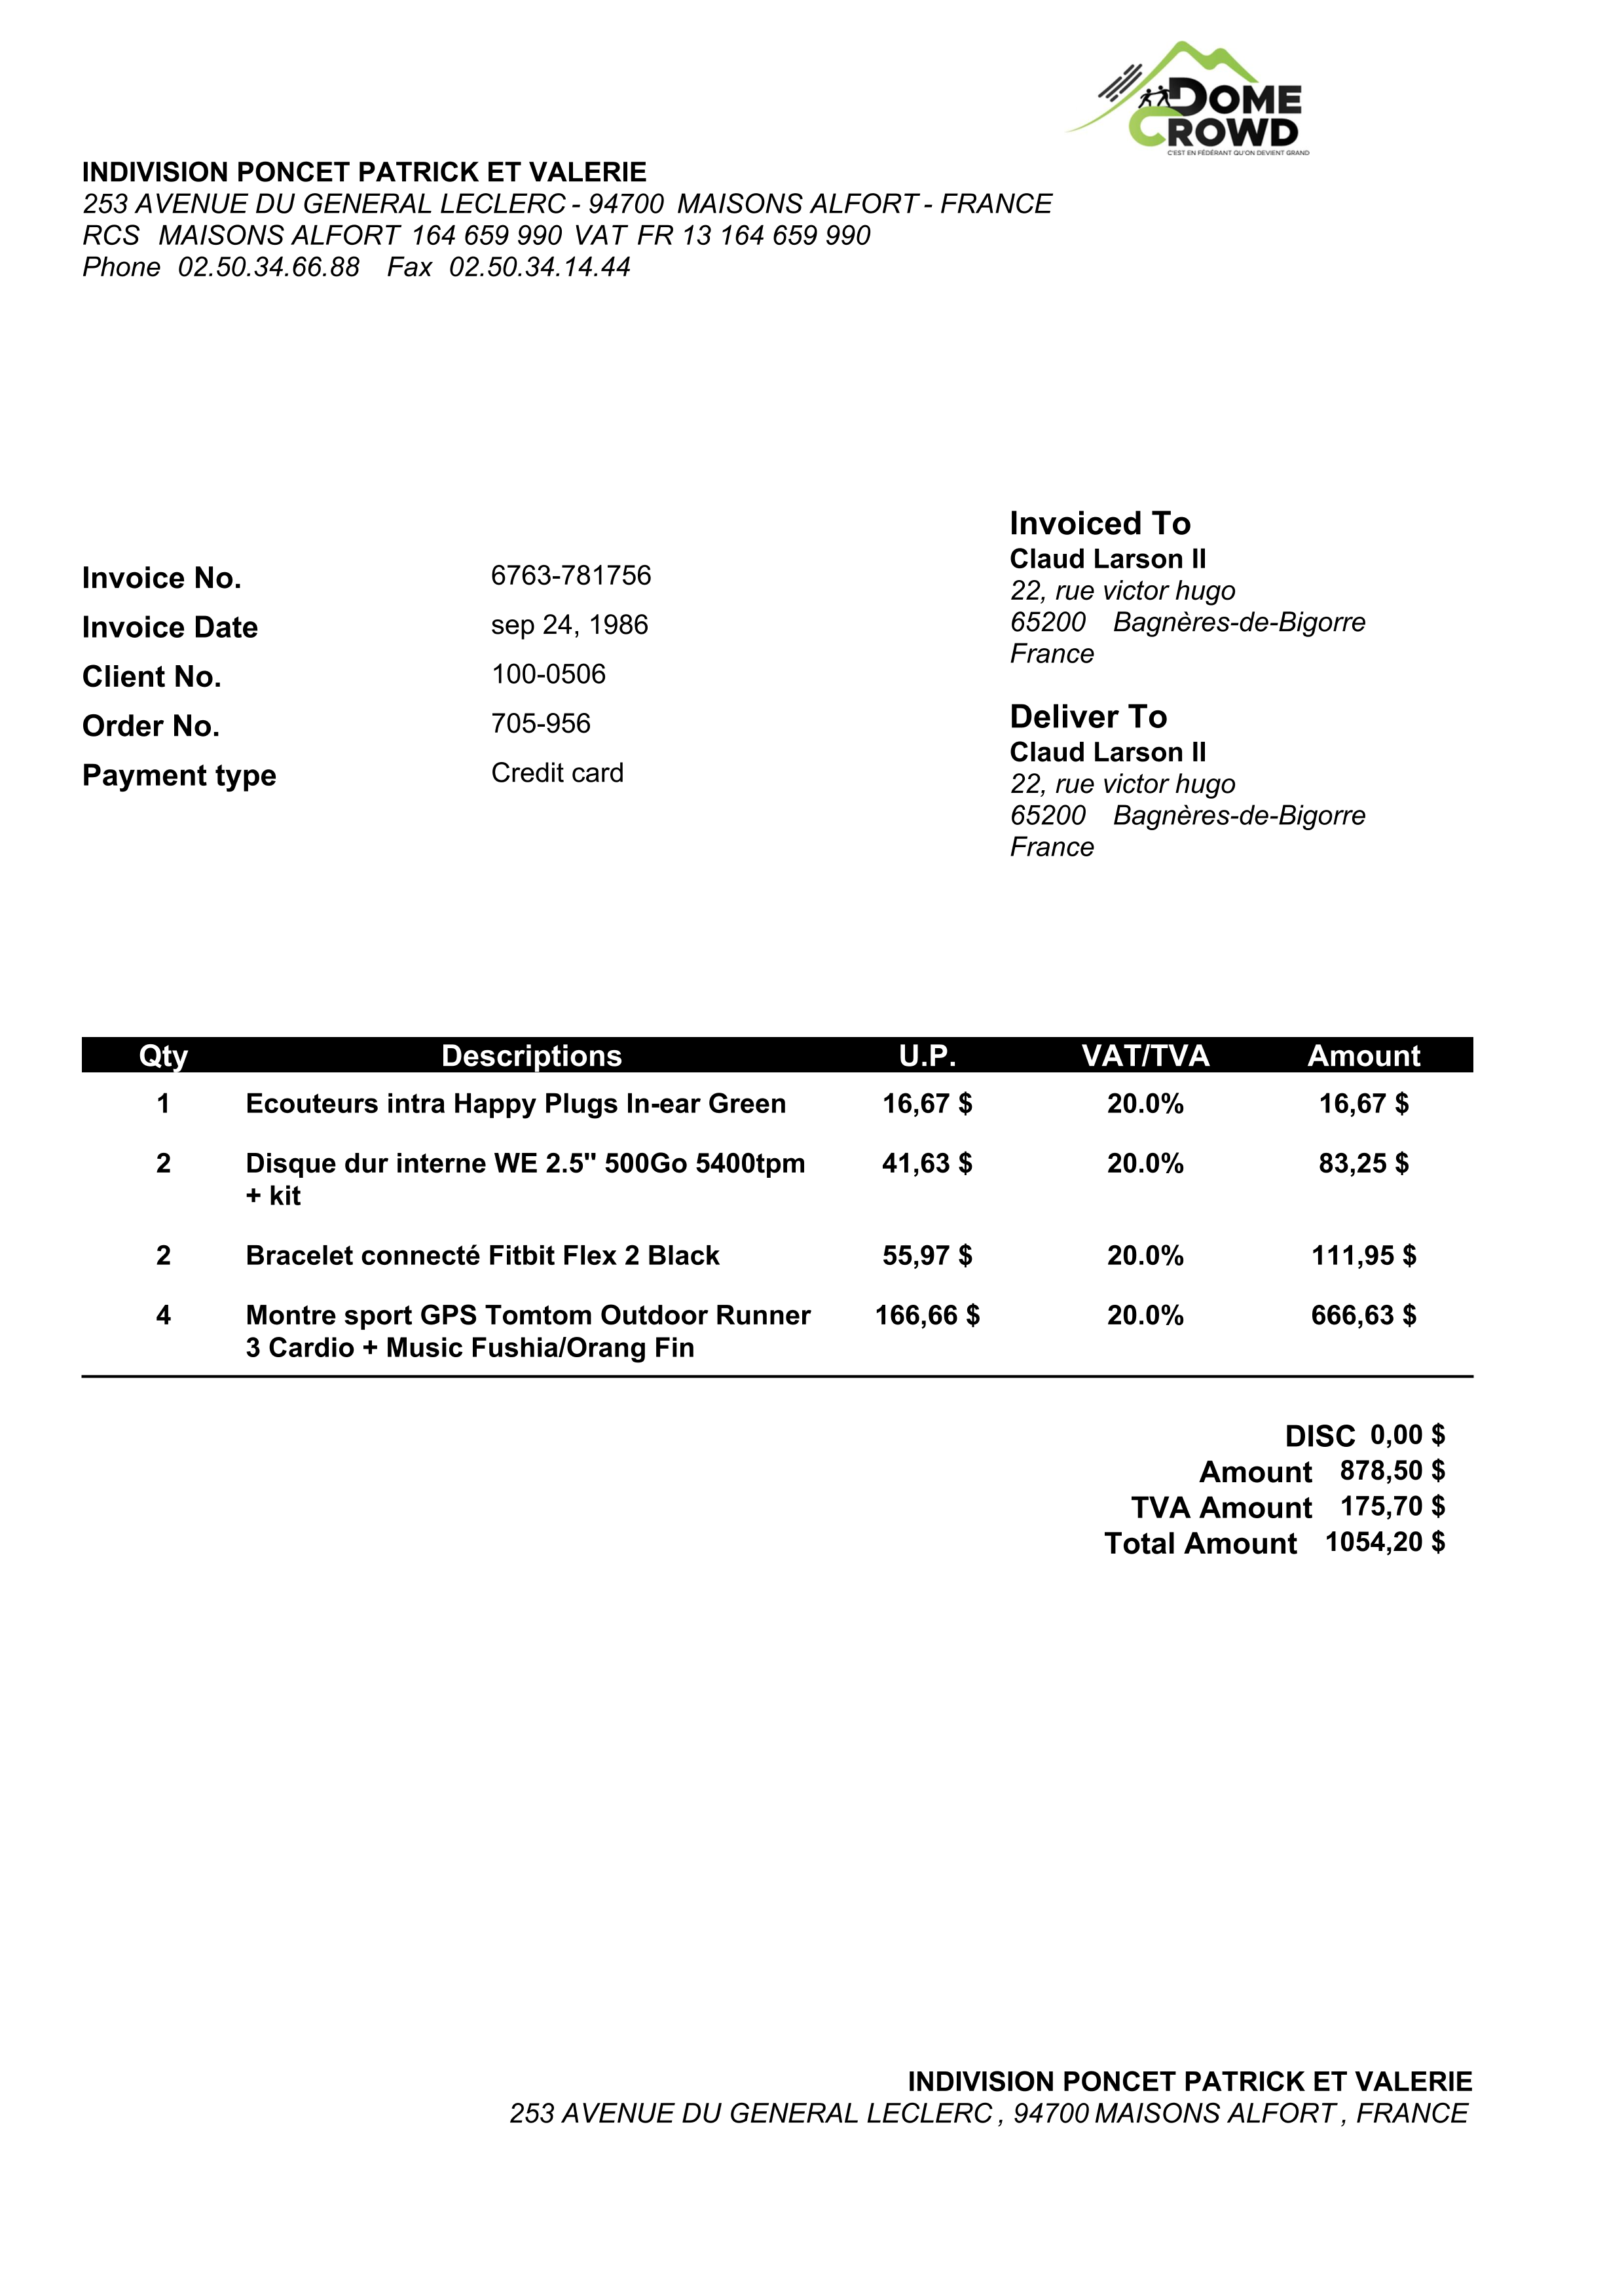 DOME
CROWD
C'EST EN FÉDÉRANT QU'ON DEVIENT GRAND
INDIVISION PONCET PATRICK ET VALERIE
253 AVENUE DU GENERAL LECLERC - 94700 MAISONS ALFORT - FRANCE
RCS MAISONS ALFORT 164 659 990 VAT FR 13 164 659 990
Phone 02.50.34.66.88 Fax 02.50.34.14.44
Invoice No. 6763-781756
Invoice Date sep 24, 1986
Client No. 100-0506
Order No. 705-956
Payment type Credit card
Invoiced To
Claud Larson II
22, rue victor hugo
65200 Bagnères-de-Bigorre
France
Deliver To
Claud Larson II
22, rue victor hugo
65200 Bagnères-de-Bigorre
France
Qty Descriptions U.P. VAT/TVA Amount
1 Ecouteurs intra Happy Plugs In-ear Green 16,67 $ 20.0% 16,67 $
2 Disque dur interne WE 2.5" 500Go 5400tpm 41,63 $ 20.0% 83,25 $
+ kit
2 Bracelet connecté Fitbit Flex 2 Black 55,97 $ 20.0% 111,95 $
4 Montre sport GPS Tomtom Outdoor Runner 166,66 $ 20.0% 666,63 $
3 Cardio + Music Fushia/Orang Fin
DISC 0,00 $
Amount 878,50 $
TVA Amount 175,70 $
Total Amount 1054,20 $
INDIVISION PONCET PATRICK ET VALERIE
253 AVENUE DU GENERAL LECLERC , 94700 MAISONS ALFORT , FRANCE